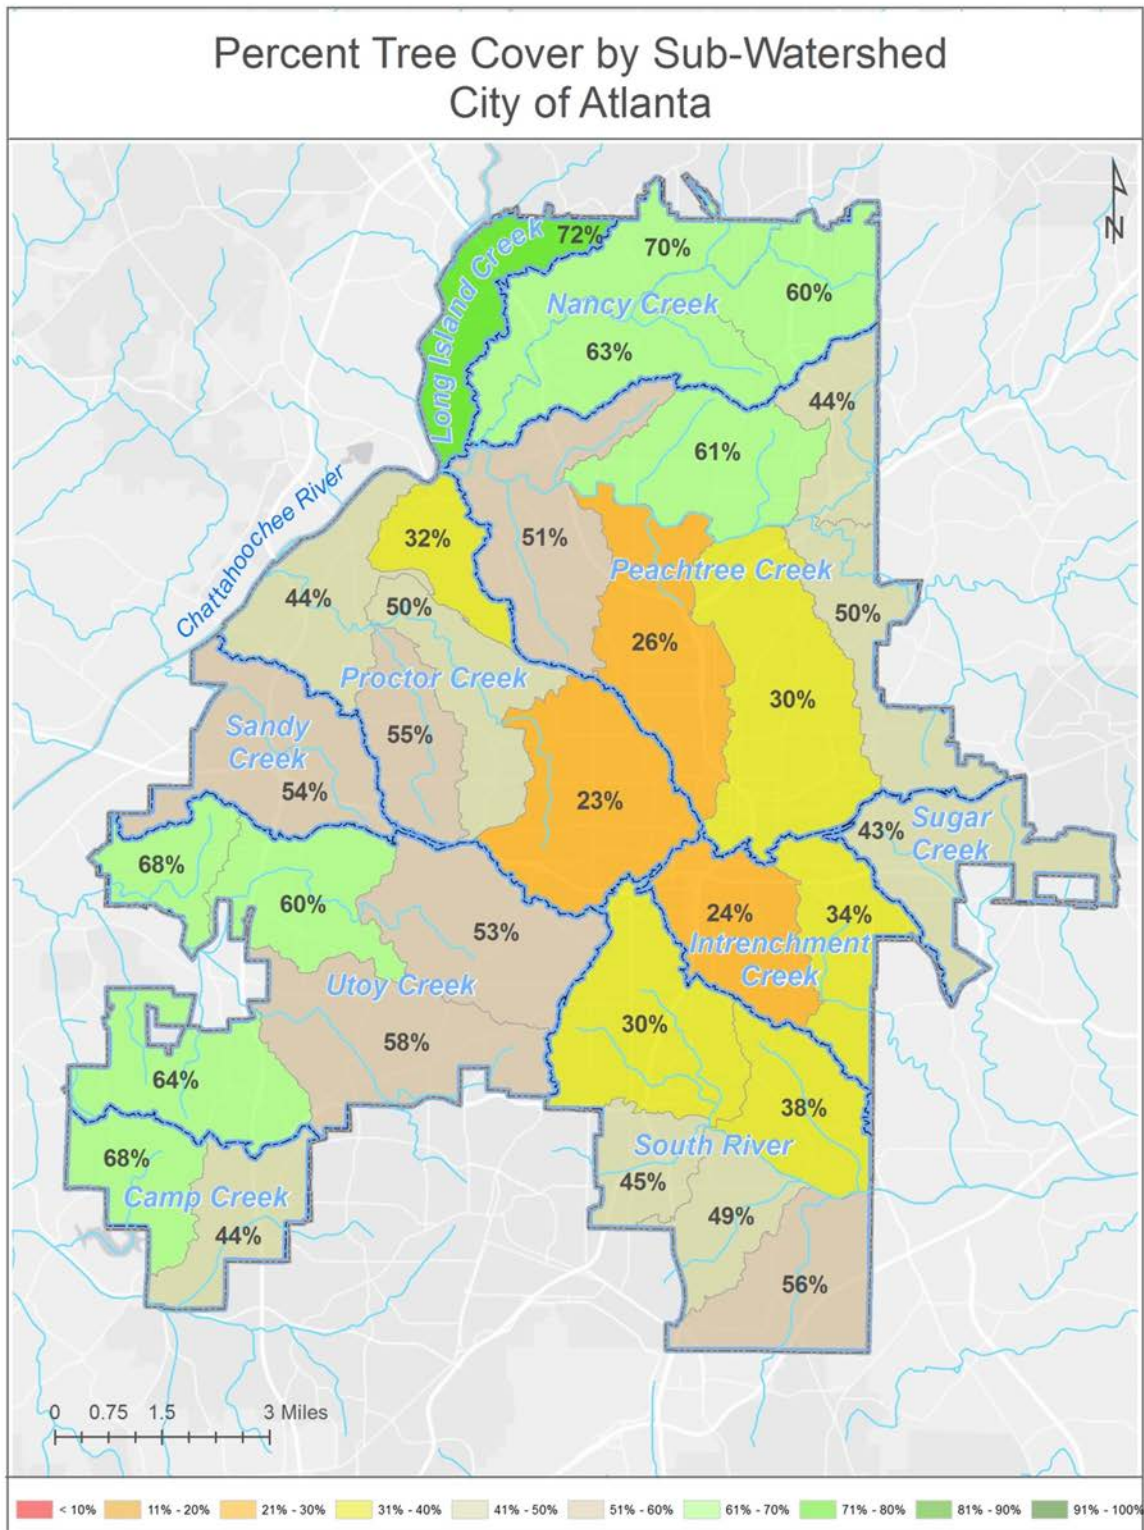 Percent Tree Cover by Sub-Watershed
City of Atlanta
N
72%
70%
60%
Long Island Creek
Nancy Creek
63%
44%
61%
Chattahoochee River
32%
51%
Peachtree Creek
44%
50%
50%
26%
Proctor Creek
30%
Sandy
Creek
55%
54%
23%
Sugar
Creek
43%
68%
60%
53%
24%
34%
Intrenchment
Creek
Utoy Creek
58%
30%
64%
38%
South River
68%
Camp Creek
45%
44%
49%
56%
0 0.75 1.5 3 Miles
< 10% 11% - 20% 21% - 30% 31% - 40% 41% - 50% 51% - 60% 61% - 70% 71% - 80% 81% - 90% 91% - 100%